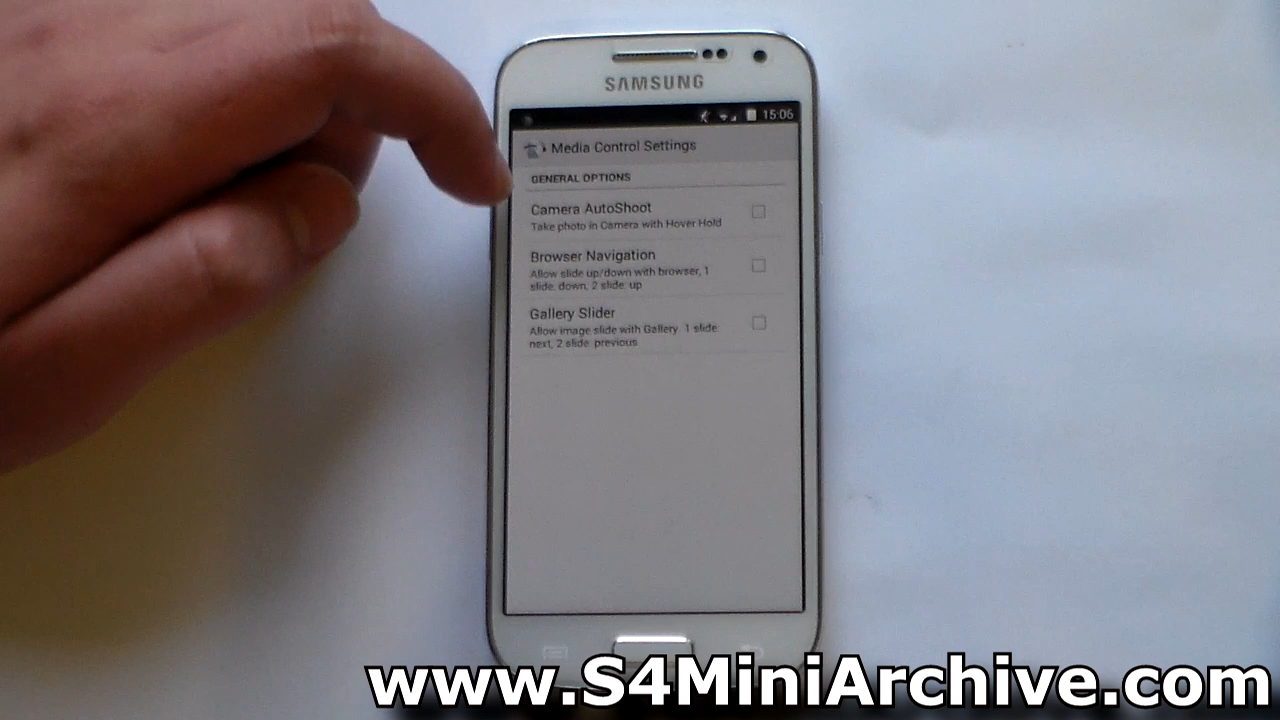 SAMSUNG
15:06
Media Control Settings
GENERAL OPTIONS
Camera AutoShoot
Take photo in Camera with Hover Hold
Browser Navigation
Allow slide up/down with browser, 1
slide: down, 2 slide: up
Gallery Slider
Allow image slide with Gallery. 1 slide:
next, 2 slide: previous
www.S4MiniArchive.com